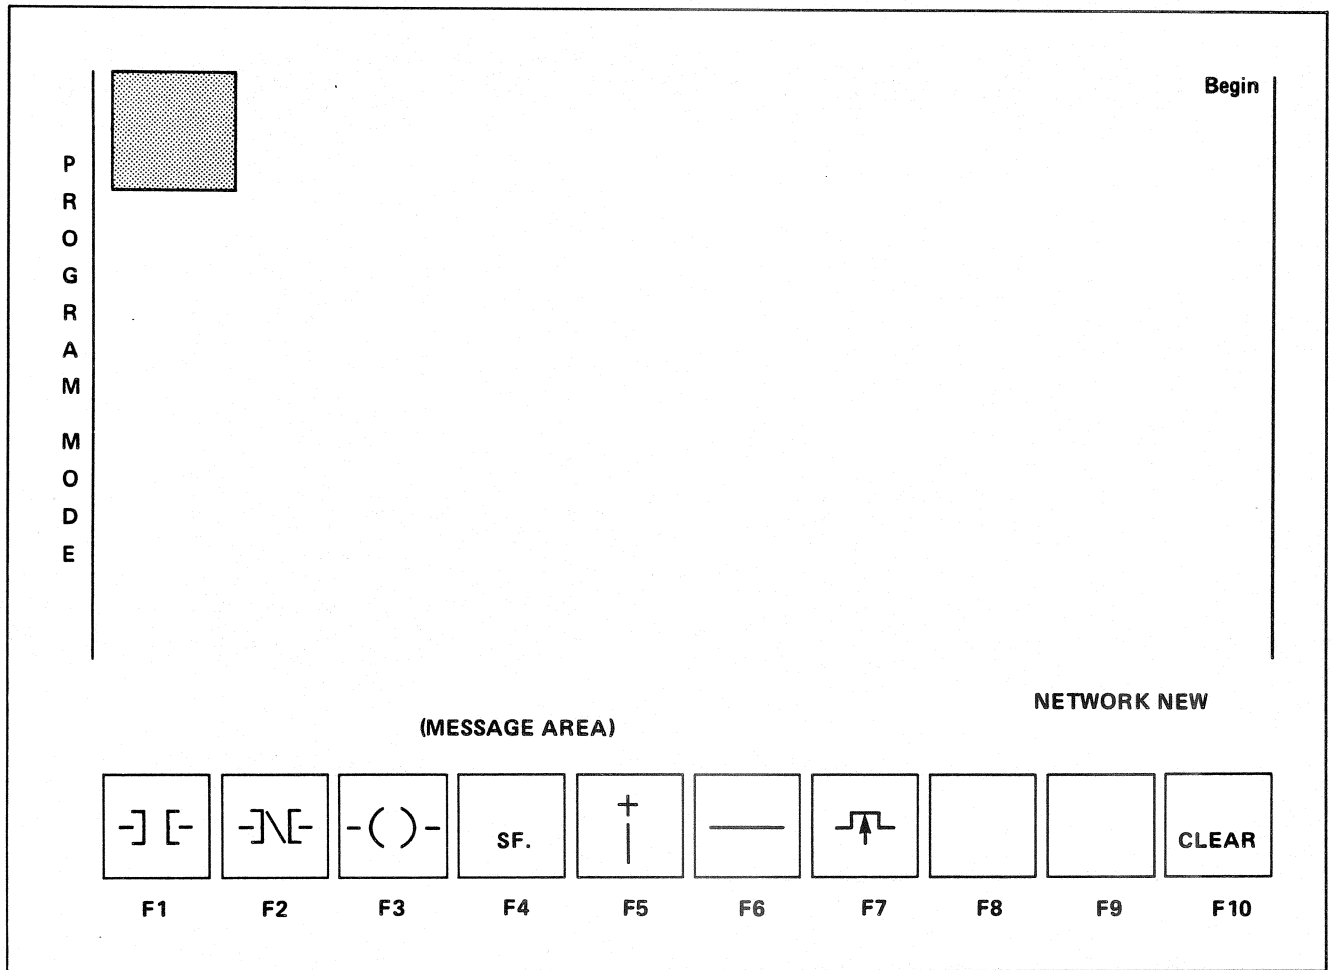 Begin
PROGRAM MODE
NETWORK NEW
(MESSAGE AREA)
SF.
CLEAR
F1 F2 F3 F4 F5 F6 F7 F8 F9 F10